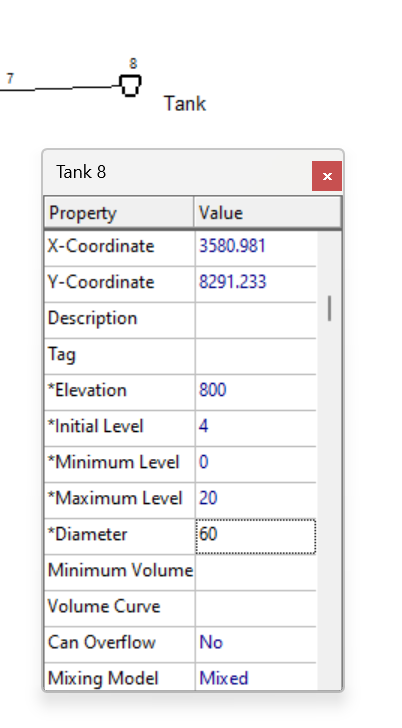 8
7
Tank
Tank 8
Property Value
X-Coordinate 3580.981
Y-Coordinate 8291.233
Description
Tag
*Elevation 800
*Initial Level 4
*Minimum Level 0
*Maximum Level 20
*Diameter 60
Minimum Volume
Volume Curve
Can Overflow No
Mixing Model Mixed